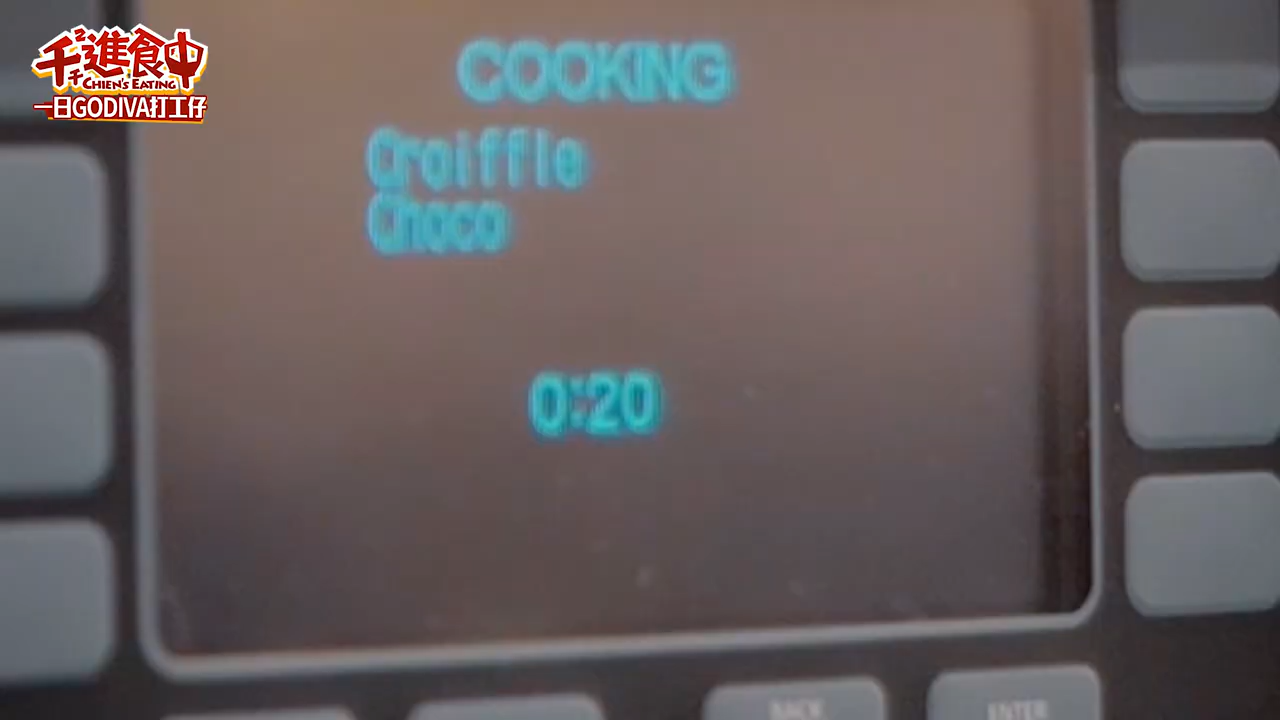 千千進食中
CHIEN'S EATING
一日GODIVA打工仔
COOKING
Croiffle
Choco
0:20
BACK
ENTER